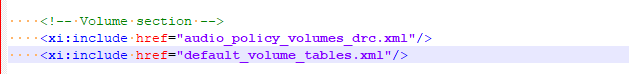 <!-- Volume section -->
<xi:include href="audio_policy_volumes_drc.xml"/>
<xi:include href="default_volume_tables.xml"/>